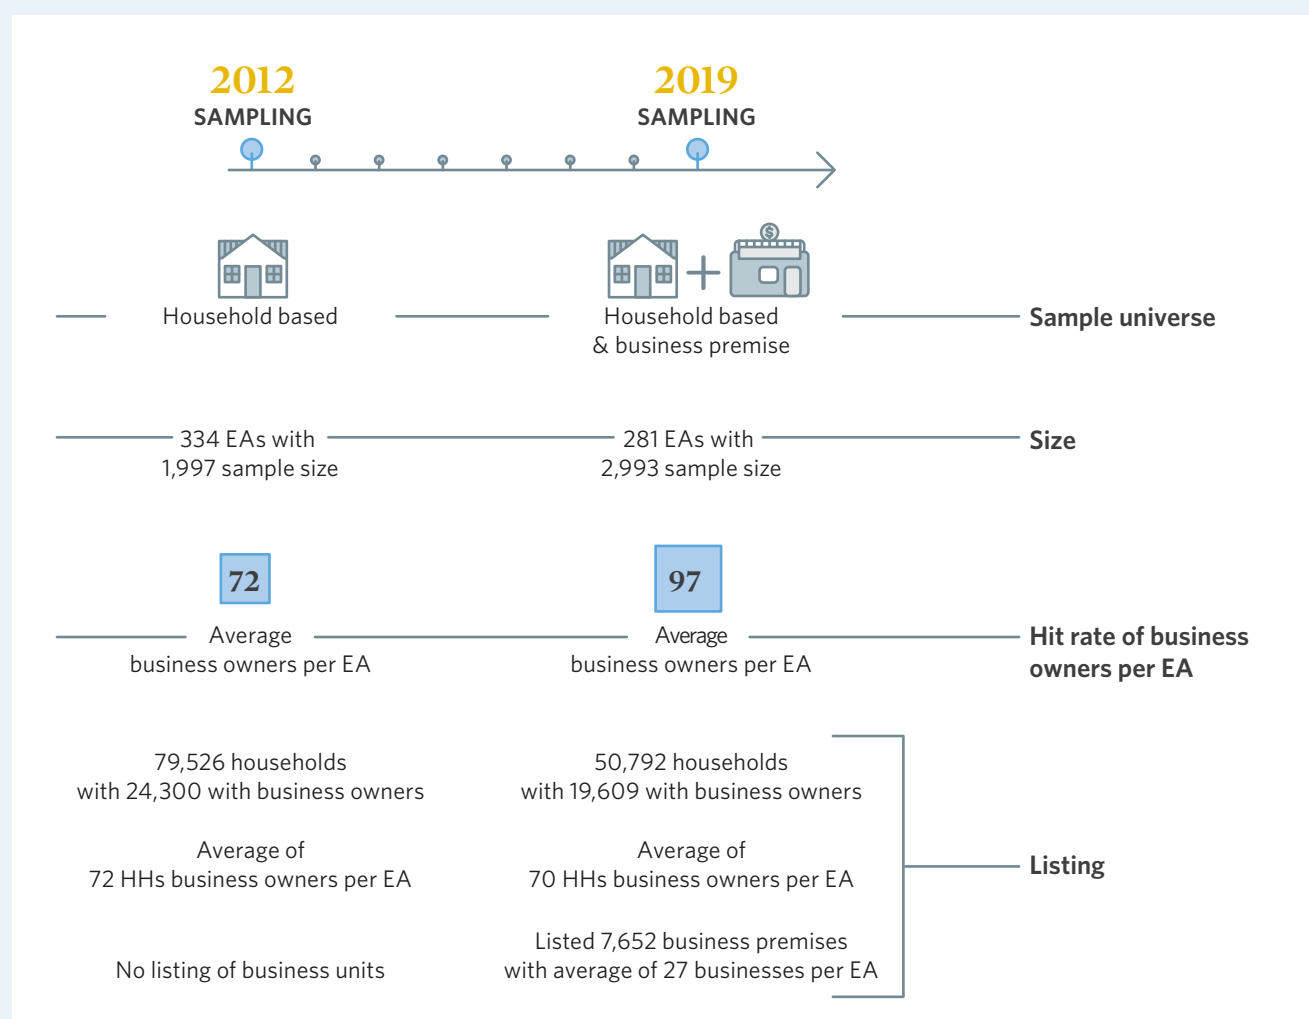 2012
SAMPLING
2019
SAMPLING
$
Household based
Household based
& business premise
Sample universe
334 EAs with
1,997 sample size
281 EAs with
2,993 sample size
Size
72
Average
business owners per EA
97
Average
business owners per EA
Hit rate of business
owners per EA
79,526 households
with 24,300 with business owners
50,792 households
with 19,609 with business owners
Average of
72 HHs business owners per EA
Average of
70 HHs business owners per EA
Listing
No listing of business units
Listed 7,652 business premises
with average of 27 businesses per EA